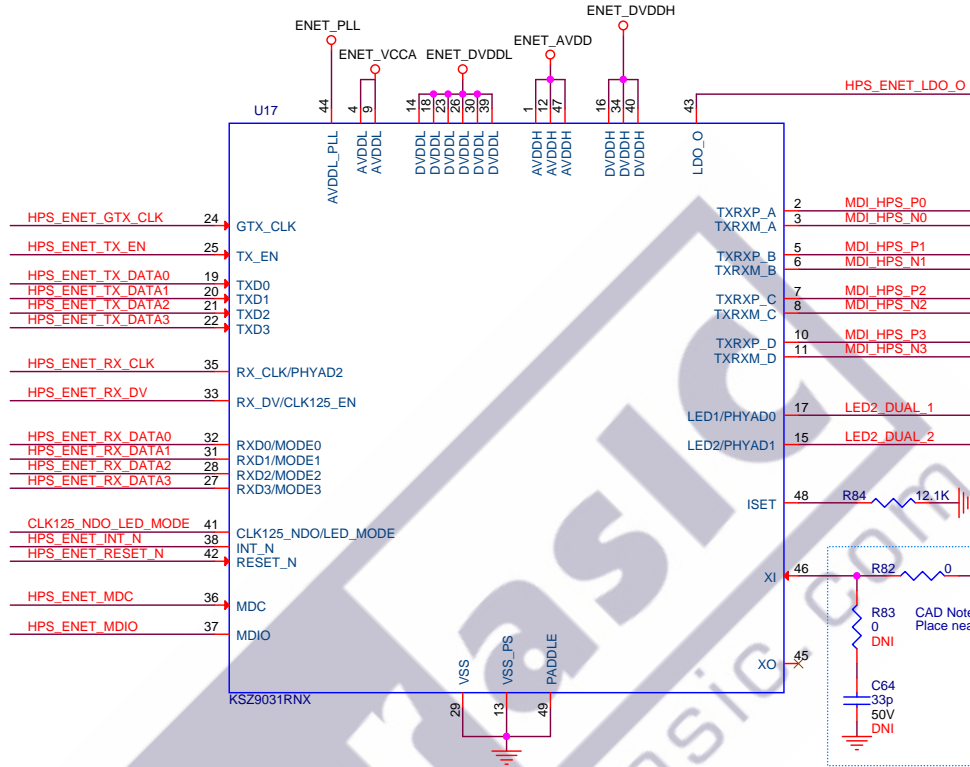 ENET_DVDDH
ENET_PLL
ENET_VCCA
ENET_DVDDL
ENET_AVDD
HPS_ENET_LDO_O
U17
44
4
9
14
18
23
26
30
39
1
12
47
16
34
40
43
AVDDL_PLL
AVDDL
AVDDL
DVDDL
DVDDL
DVDDL
DVDDL
DVDDL
DVDDL
AVDDH
AVDDH
AVDDH
DVDDH
DVDDH
DVDDH
LDO_O
HPS_ENET_GTX_CLK 24 GTX_CLK
HPS_ENET_TX_EN 25 TX_EN
HPS_ENET_TX_DATA0 19 TXD0
HPS_ENET_TX_DATA1 20 TXD1
HPS_ENET_TX_DATA2 21 TXD2
HPS_ENET_TX_DATA3 22 TXD3
HPS_ENET_RX_CLK 35 RX_CLK/PHYAD2
HPS_ENET_RX_DV 33 RX_DV/CLK125_EN
HPS_ENET_RX_DATA0 32 RXD0/MODE0
HPS_ENET_RX_DATA1 31 RXD1/MODE1
HPS_ENET_RX_DATA2 28 RXD2/MODE2
HPS_ENET_RX_DATA3 27 RXD3/MODE3
CLK125_NDO_LED_MODE 41 CLK125_NDO/LED_MODE
HPS_ENET_INT_N 38 INT_N
HPS_ENET_RESET_N 42 RESET_N
HPS_ENET_MDC 36 MDC
HPS_ENET_MDIO 37 MDIO
TXRXP_A 2 MDI_HPS_P0
TXRXM_A 3 MDI_HPS_N0
TXRXP_B 5 MDI_HPS_P1
TXRXM_B 6 MDI_HPS_N1
TXRXP_C 7 MDI_HPS_P2
TXRXM_C 8 MDI_HPS_N2
TXRXP_D 10 MDI_HPS_P3
TXRXM_D 11 MDI_HPS_N3
LED1/PHYAD0 17 LED2_DUAL_1
LED2/PHYAD1 15 LED2_DUAL_2
ISET 48 R84 12.1K
XI 46 R82 0
R83
0
DNI
CAD Note
Place nea
XO 45
C64
33p
50V
DNI
VSS
VSS_PS
PADDLE
29
13
49
KSZ9031RNX
rasic
asic.com